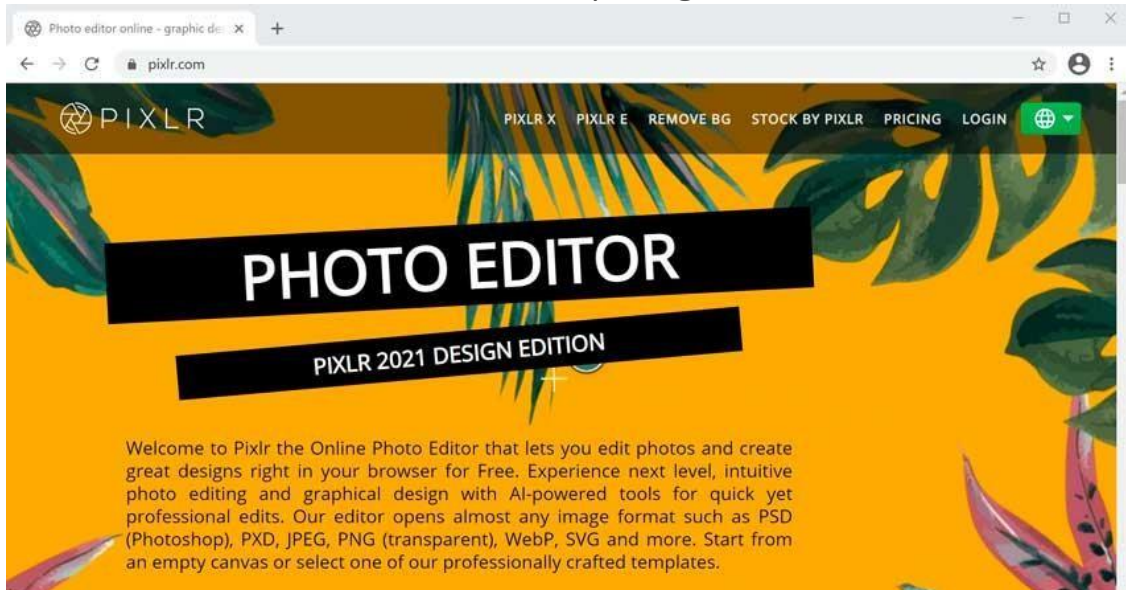 Photo editor online - graphic de
pixlr.com
PIXLR
PIXLR X PIXLR E REMOVE BG STOCK BY PIXLR PRICING LOGIN
PHOTO EDITOR
PIXLR 2021 DESIGN EDITION
Welcome to Pixlr the Online Photo Editor that lets you edit photos and create
great designs right in your browser for Free. Experience next level, intuitive
photo editing and graphical design with AI-powered tools for quick yet
professional edits. Our editor opens almost any image format such as PSD
(Photoshop), PXD, JPEG, PNG (transparent), WebP, SVG and more. Start from
an empty canvas or select one of our professionally crafted templates.